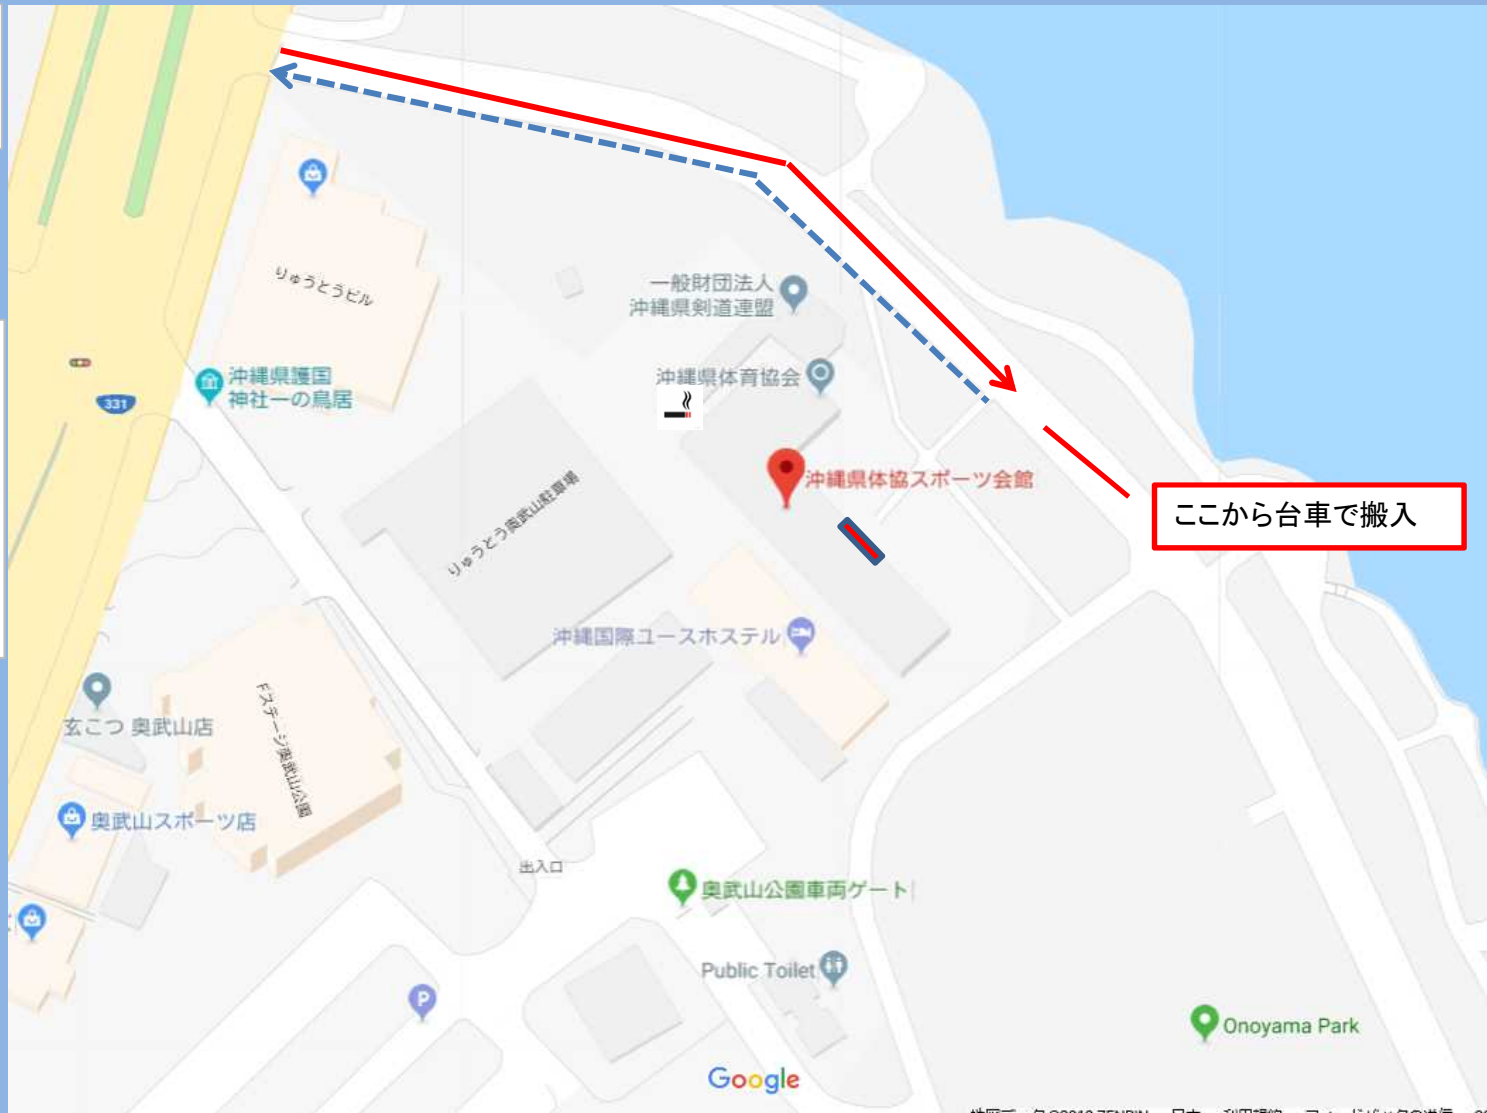 りゅうとうビル
一般財団法人
沖縄県剣道連盟
沖縄県護国
神社一の鳥居
沖縄県体育協会
331
沖縄県体協スポーツ会館
ここから台車で搬入
りゅうとう奥武山駐車場
沖縄国際ユースホステル
玄こつ 奥武山店
Fステージ奥武山公園
奥武山スポーツ店
出入口
奥武山公園車両ゲート
Public Toilet
P
Onoyama Park
Google